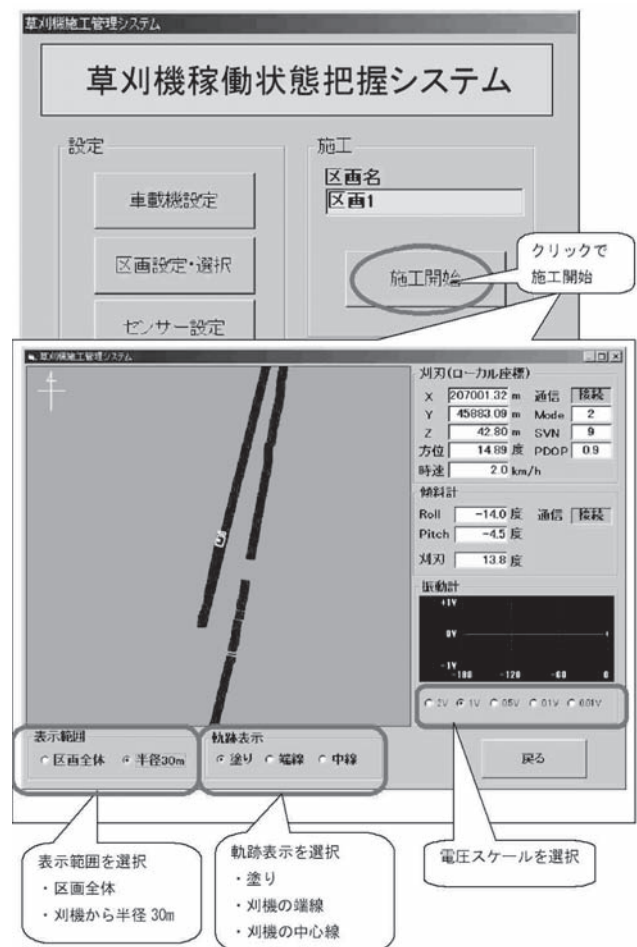 草刈機施工管理システム
草刈機稼働状態把握システム
設定
車載機設定
区画設定・選択
センサー設定
施工
区画名
区画1
施工開始
クリックで
施工開始
草刈機施工管理システム
刈刃(ローカル座標)
X 207001.32 m 通信 接続
Y 45883.09 m Mode 2
Z 42.80 m SVN 9
方位 14.89 度 PDOP 0.9
時速 2.0 km/h
傾斜計
Roll -14.0 度 通信 接続
Pitch -4.5 度
刈刃 13.8 度
振動計
+1V
0V
-1V
-180 -120 -60 0
2V 1V 05V 01V 001V
表示範囲
区画全体 半径30m
軌跡表示
塗り 端線 中線
戻る
表示範囲を選択
・区画全体
・刈機から半径 30m
軌跡表示を選択
・塗り
・刈機の端線
・刈機の中心線
電圧スケールを選択